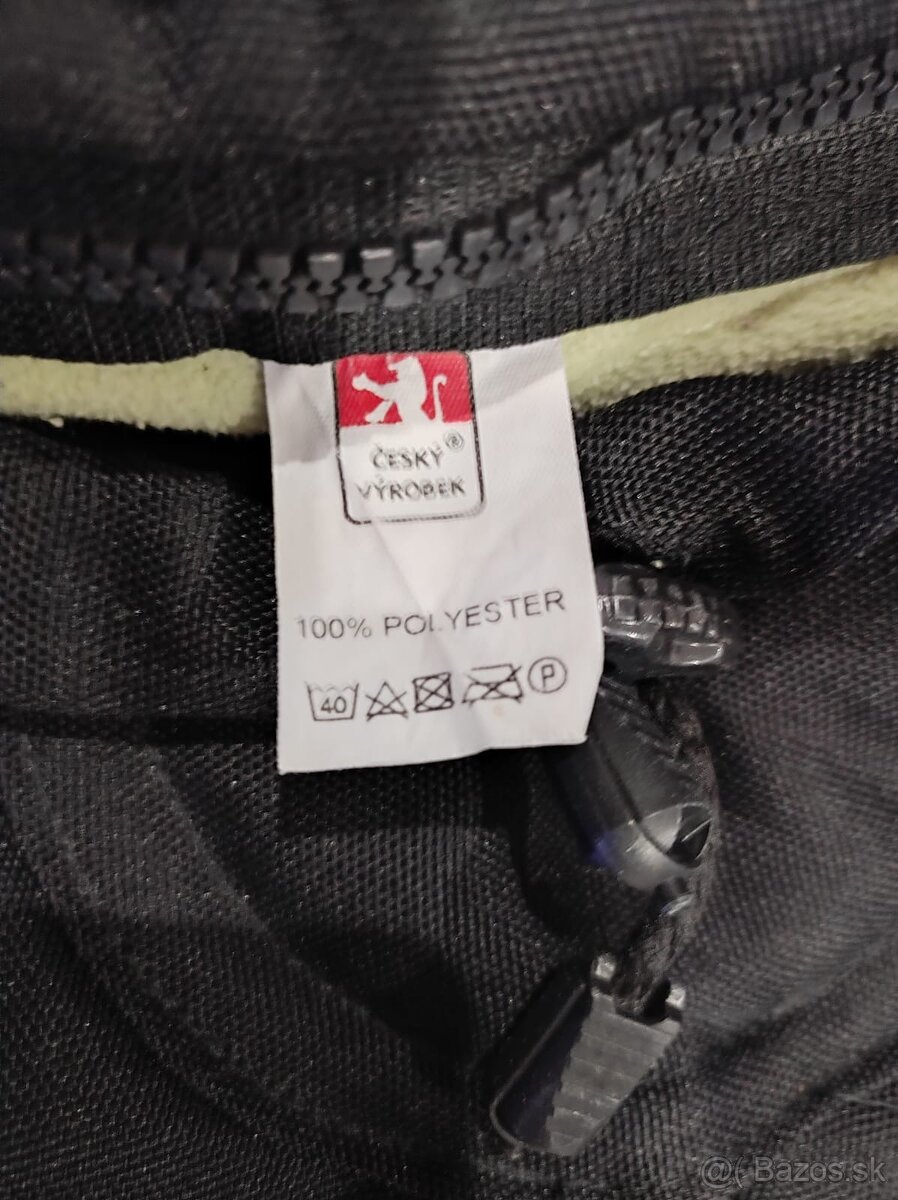 ČESKÝ®
VÝROBEK
100% POLYESTER
40 P
@( Bazos.sk